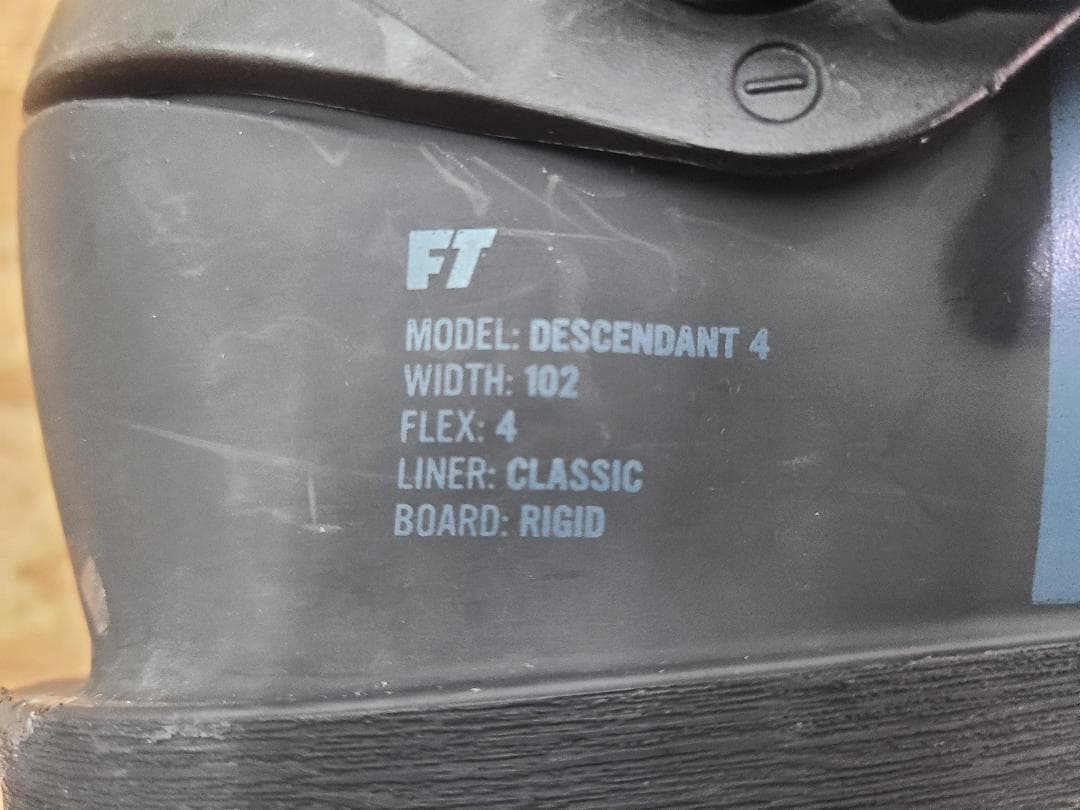 FT
MODEL: DESCENDANT 4
WIDTH: 102
FLEX: 4
LINER: CLASSIC
BOARD: RIGID